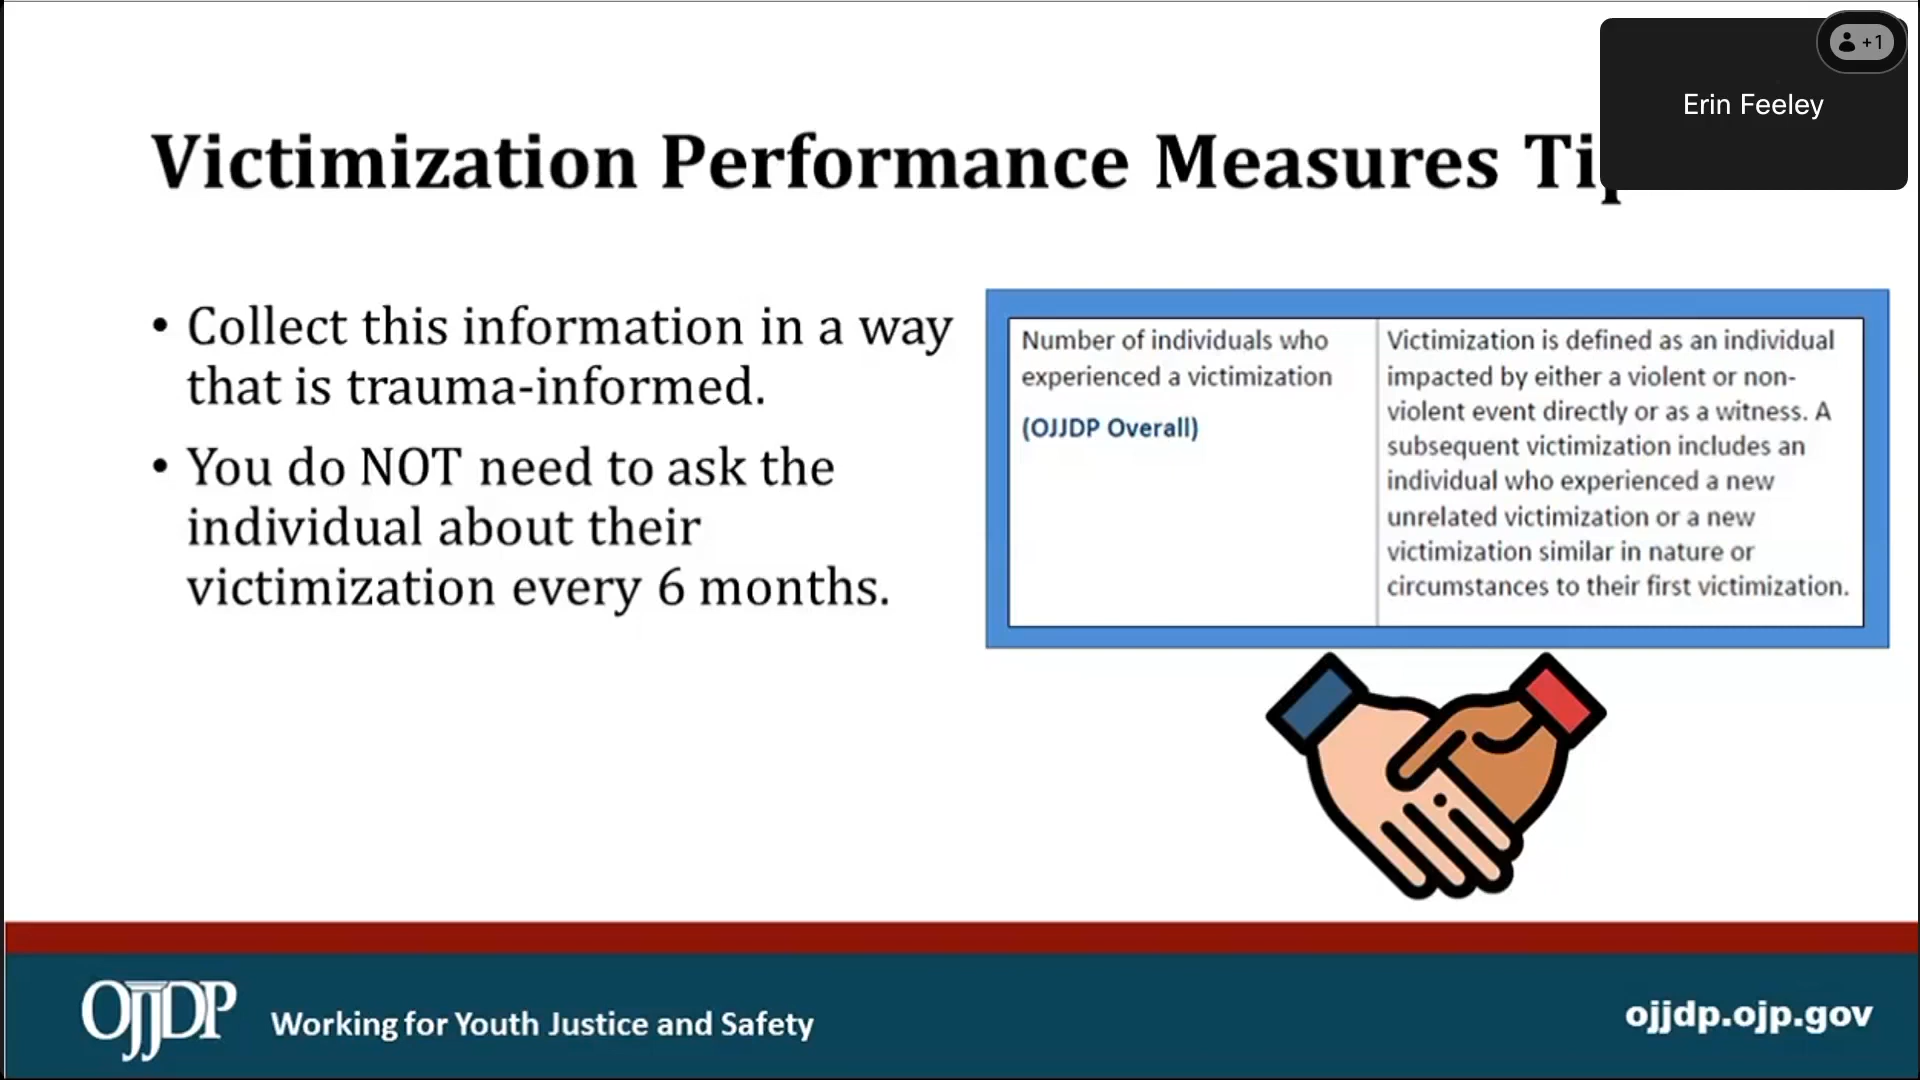 +1
Erin Feeley
Victimization Performance Measures
• Collect this information in a way
that is trauma-informed.
• You do NOT need to ask the
individual about their
victimization every 6 months.
Number of individuals who
experienced a victimization
(OJJDP Overall)
Victimization is defined as an individual
impacted by either a violent or non-
violent event directly or as a witness. A
subsequent victimization includes an
individual who experienced a new
unrelated victimization or a new
victimization similar in nature or
circumstances to their first victimization.
OJJDP
Working for Youth Justice and Safety
ojjdp.ojp.gov